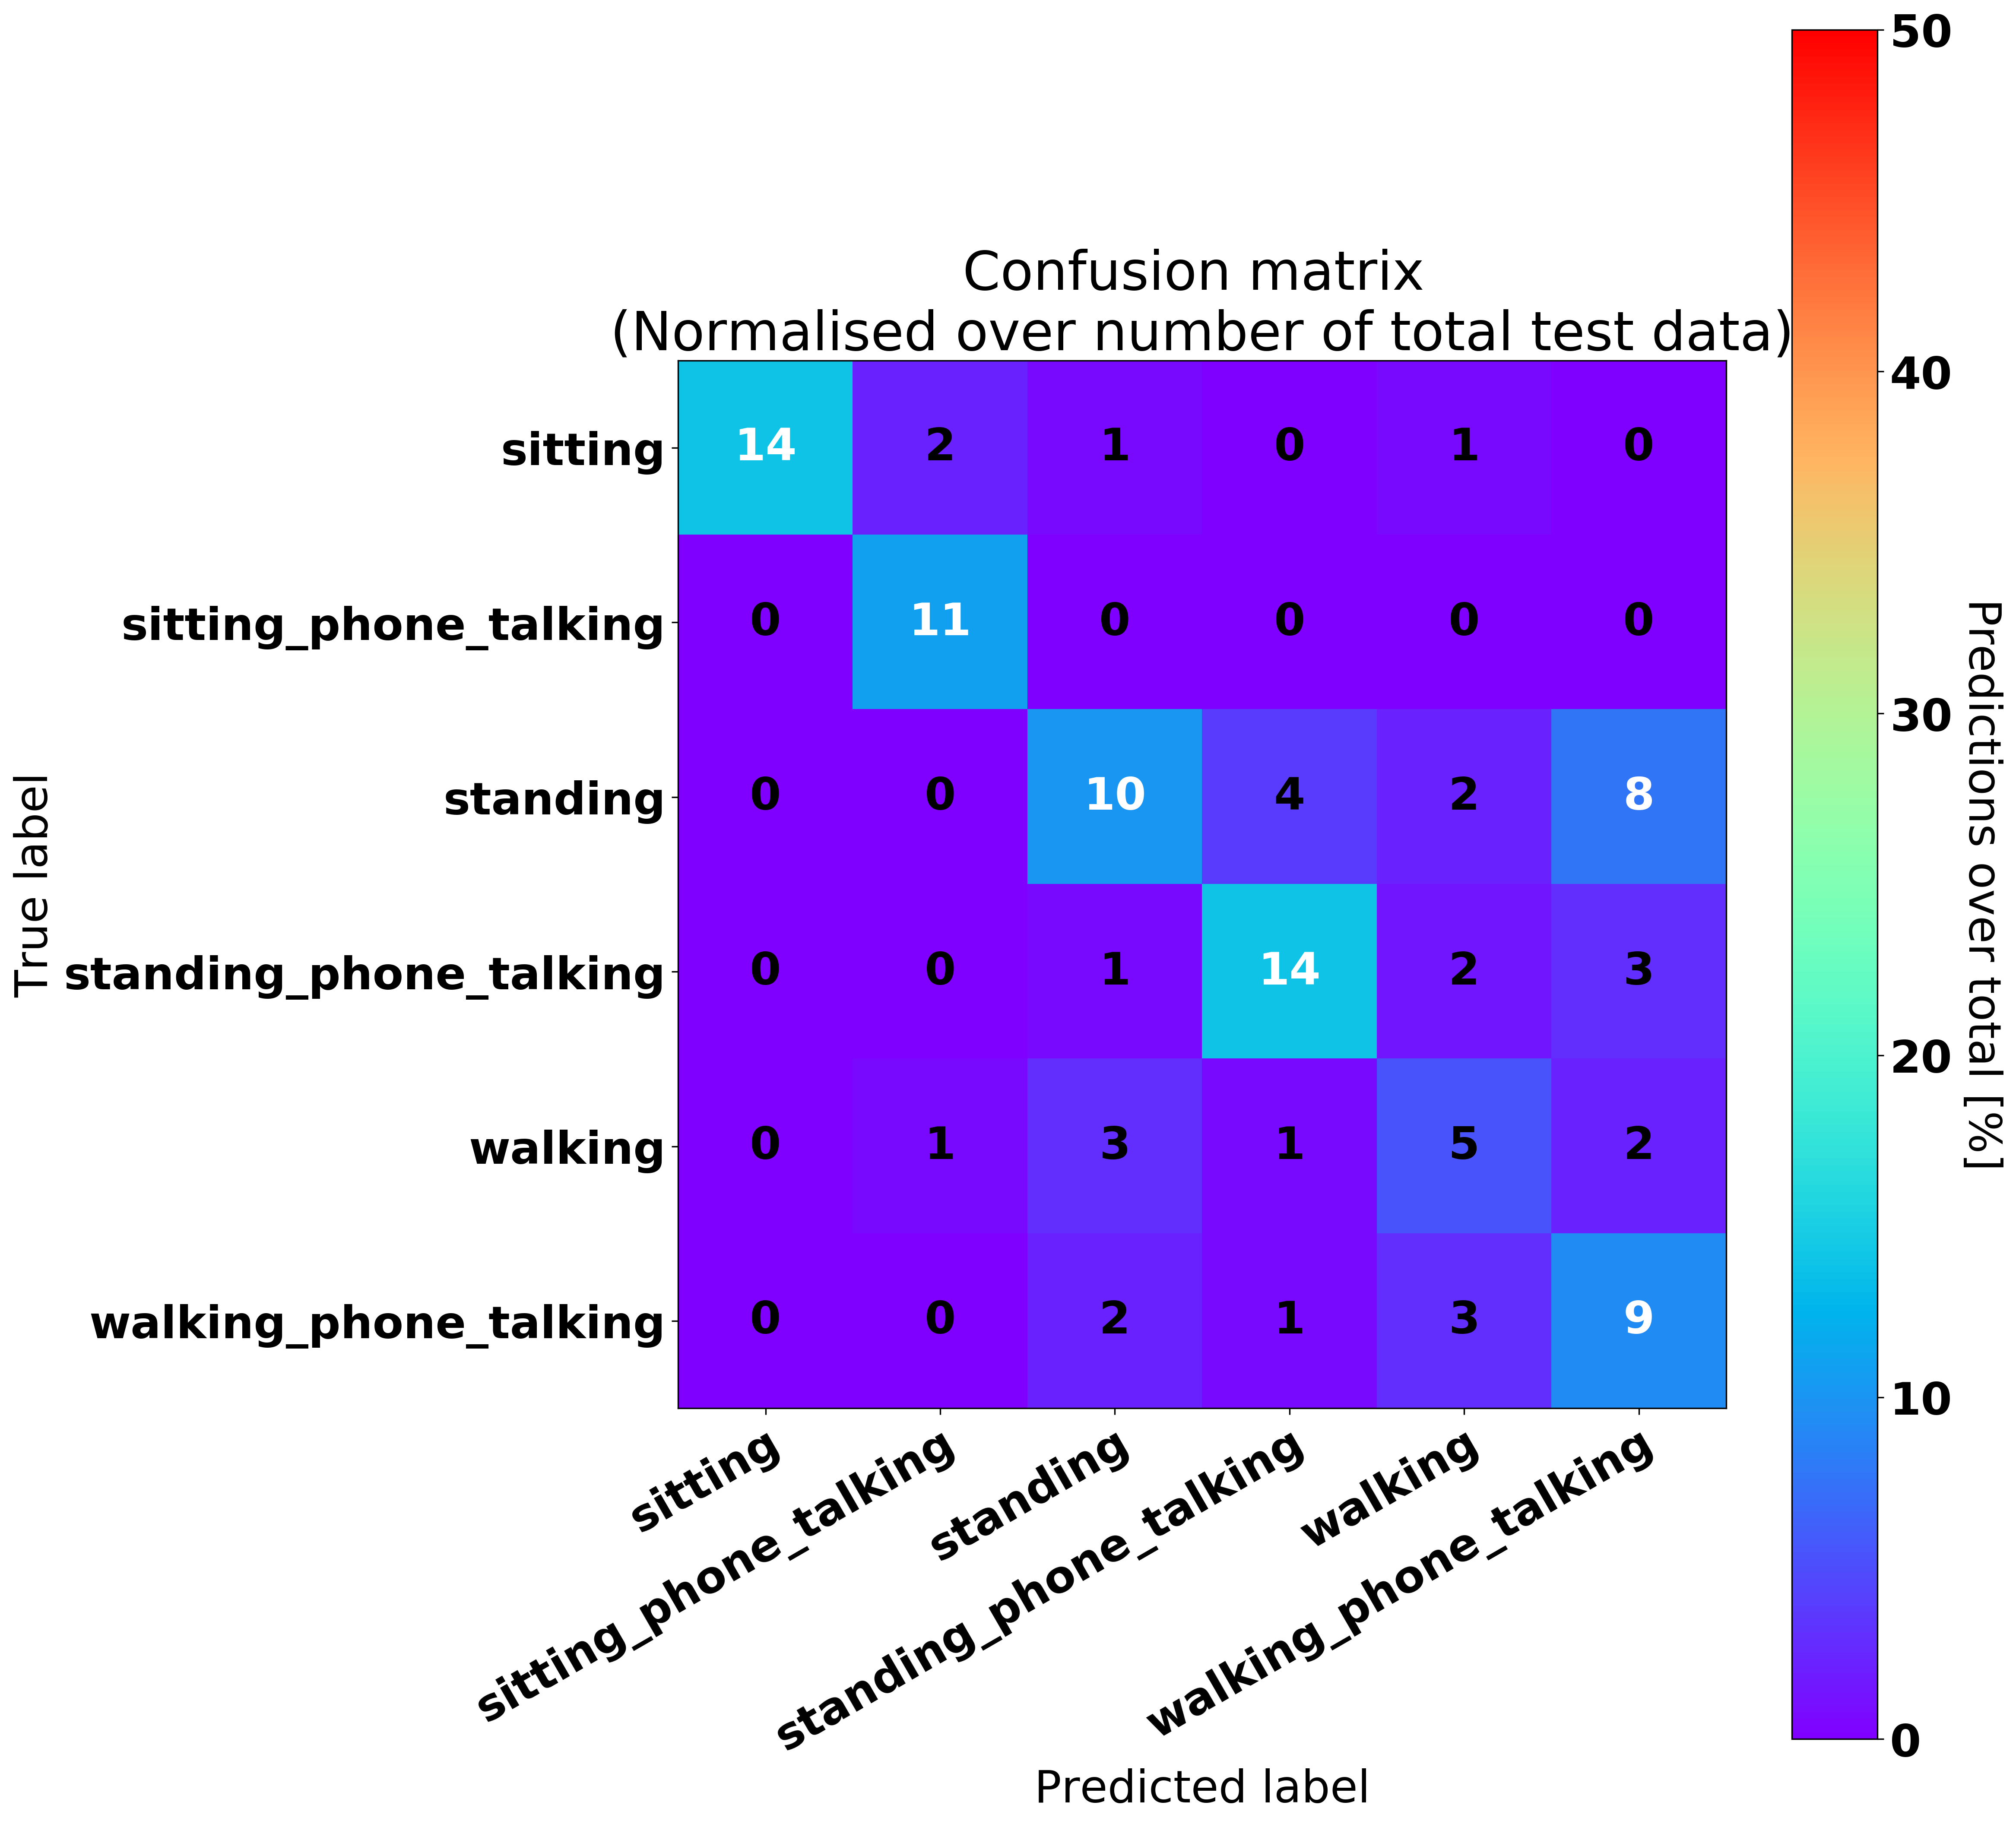 Confusion matrix
(Normalised over number of total test data)
True label
sitting 14 2 1 0 1 0
sitting_phone_talking 0 11 0 0 0 0
standing 0 0 10 4 2 8
standing_phone_talking 0 0 1 14 2 3
walking 0 1 3 1 5 2
walking_phone_talking 0 0 2 1 3 9
sitting
sitting_phone_talking
standing
standing_phone_talking
walking
walking_phone_talking
Predicted label
50
40
30
20
10
0
Predictions over total [%]